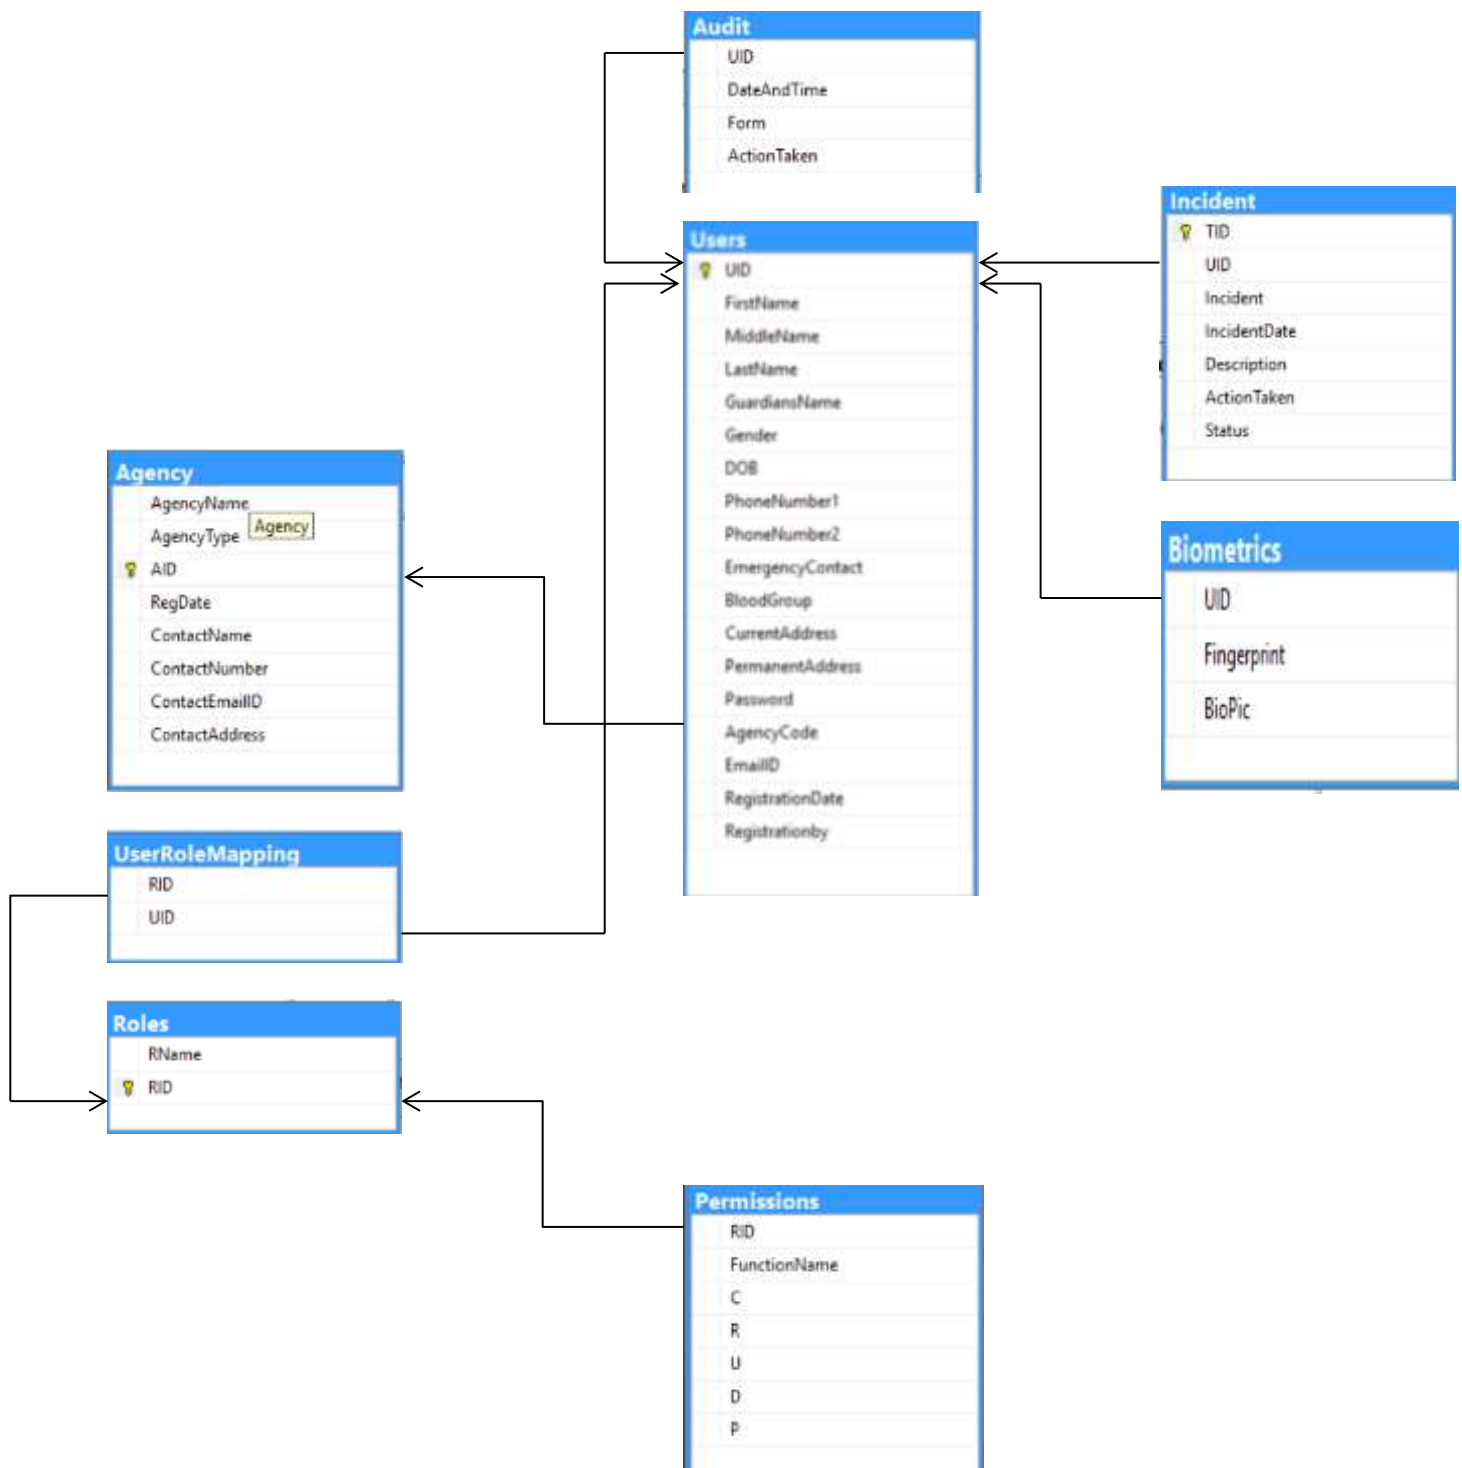 Audit
UID
DateAndTime
Form
ActionTaken
Users
UID
FirstName
MiddleName
LastName
GuardiansName
Gender
DOB
PhoneNumber1
PhoneNumber2
EmergencyContact
BloodGroup
CurrentAddress
PermanentAddress
Password
AgencyCode
EmailID
RegistrationDate
Registrationby
Incident
TID
UID
Incident
IncidentDate
Description
ActionTaken
Status
Biometrics
UID
Fingerprint
BioPic
Agency
AgencyName
AgencyType
Agency
AID
RegDate
ContactName
ContactNumber
ContactEmailID
ContactAddress
UserRoleMapping
RID
UID
Roles
RName
RID
Permissions
RID
FunctionName
C
R
U
D
P